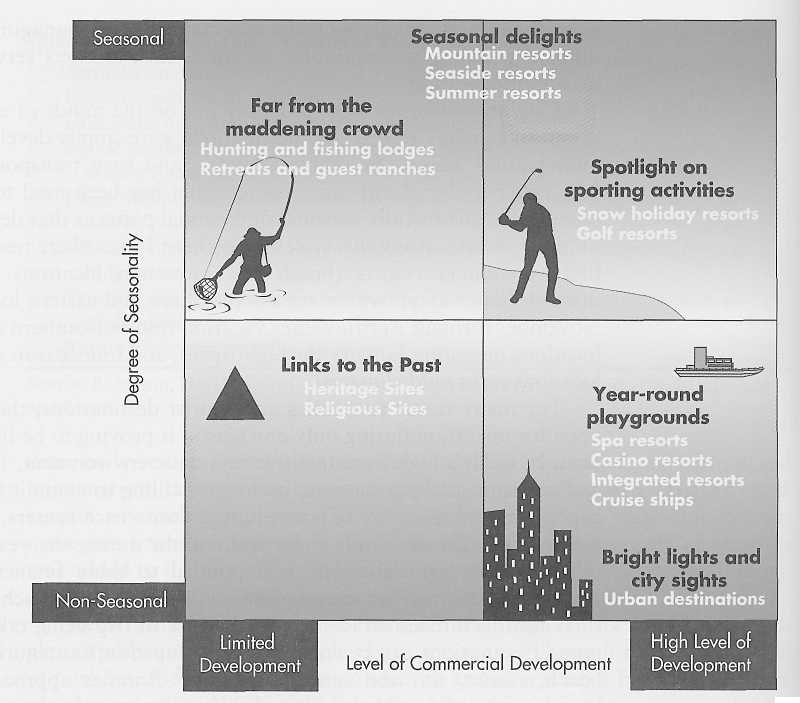 Seasonal
Seasonal delights
Mountain resorts
Seaside resorts
Summer resorts
Far from the
maddening crowd
Hunting and fishing lodges
Retreats and guest ranches
Spotlight on
sporting activities
Snow holiday resorts
Golf resorts
Degree of Seasonality
Links to the Past
Heritage Sites
Religious Sites
Year-round
playgrounds
Spa resorts
Casino resorts
Integrated resorts
Cruise ships
Bright lights and
city sights
Urban destinations
Non-Seasonal
Limited
Development
Level of Commercial Development
High Level of
Development